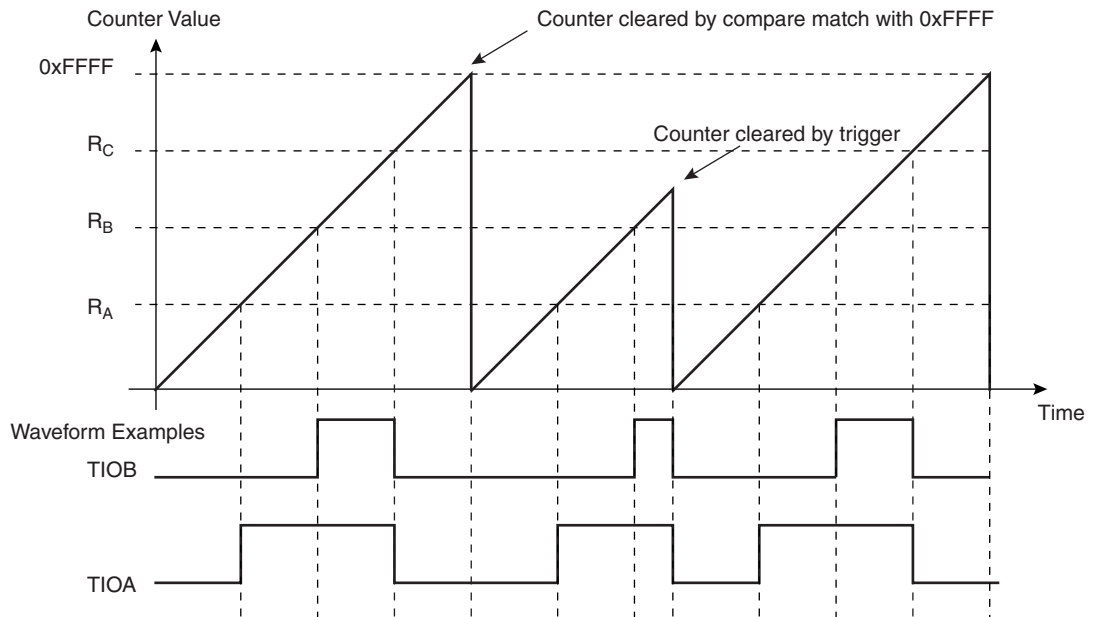 Counter Value
Counter cleared by compare match with 0xFFFF
0xFFFF
Counter cleared by trigger
RC
RB
RA
Time
Waveform Examples
TIOB
TIOA